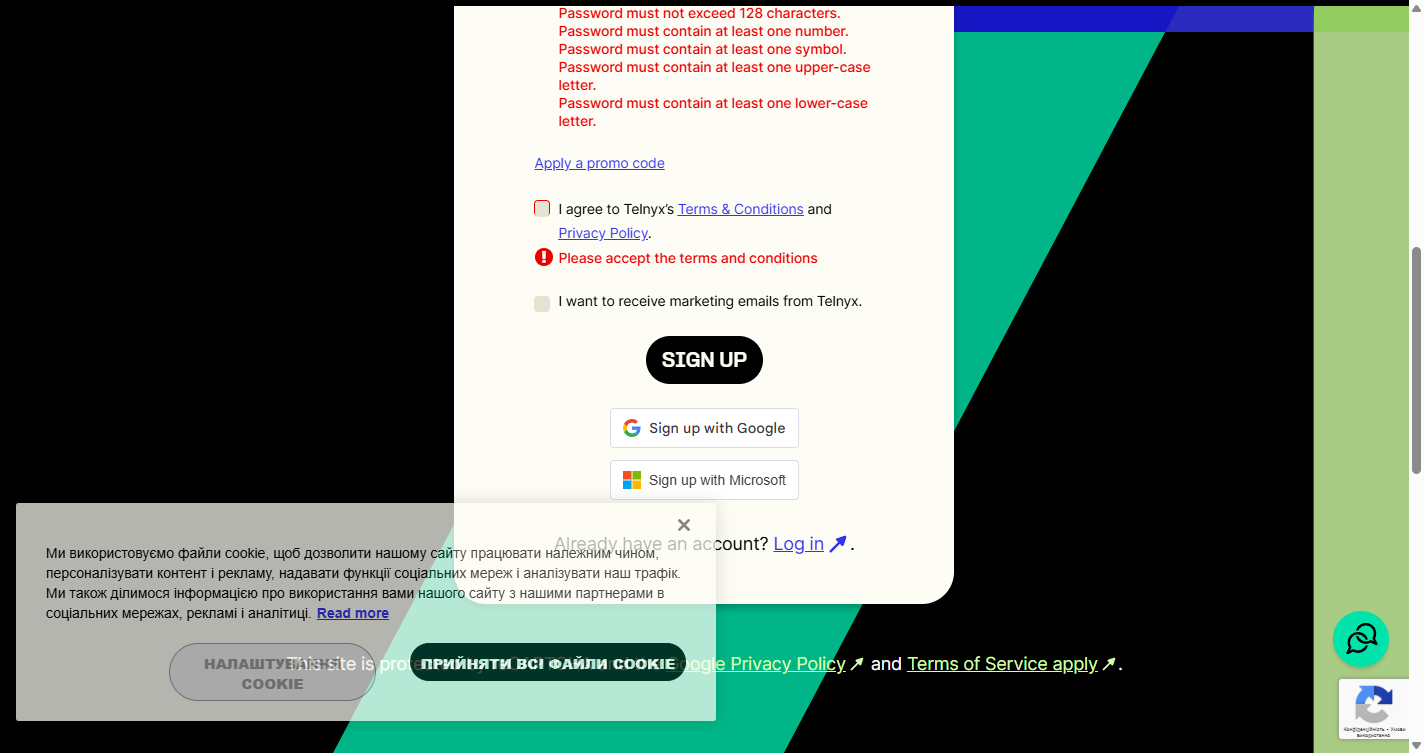 Password must not exceed 128 characters.
Password must contain at least one number.
Password must contain at least one symbol.
Password must contain at least one upper-case
letter.
Password must contain at least one lower-case
letter.
Apply a promo code
I agree to Telnyx’s Terms & Conditions and
Privacy Policy.
Please accept the terms and conditions
I want to receive marketing emails from Telnyx.
SIGN UP
Sign up with Google
Sign up with Microsoft
Already have an account? Log in .
Ми використовуємо файли cookie, щоб дозволити нашому сайту працювати належним чином,
персоналізувати контент і рекламу, надавати функції соціальних мереж і аналізувати наш трафік.
Ми також ділимося інформацією про використання вами нашого сайту з нашими партнерами в
соціальних мережах, рекламі і аналітиці. Read more
НАЛАШТУВАННЯ
COOKIE
ПРИЙНЯТИ ВСІ ФАЙЛИ COOKIE
This site is Google Privacy Policy and Terms of Service apply .
Конфіденційність - Умови
використання